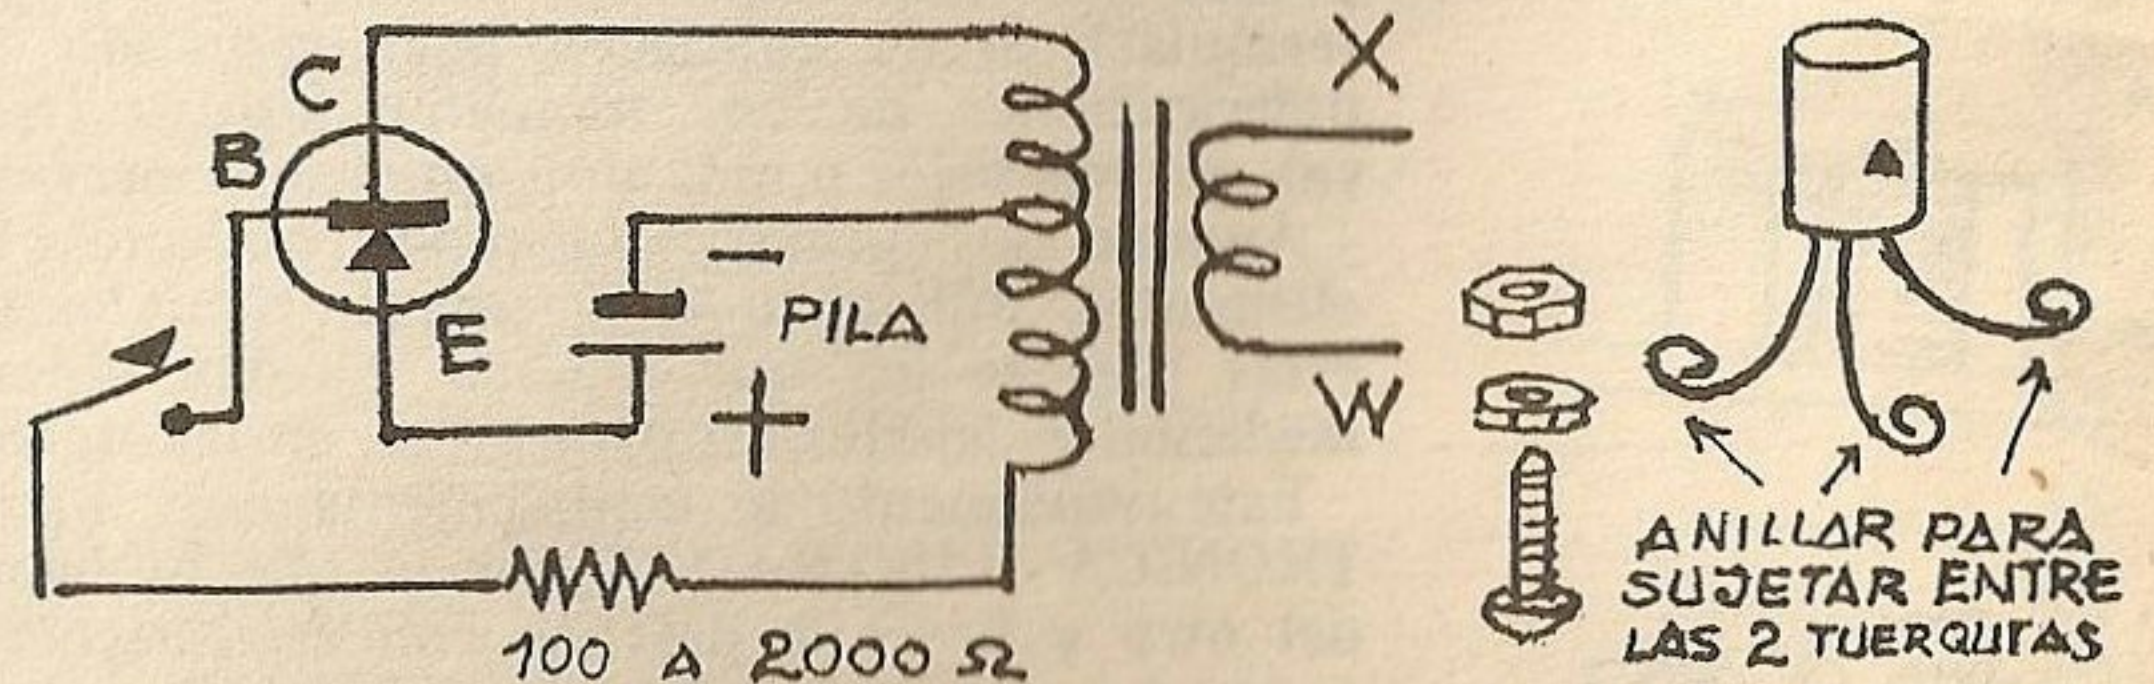 C
B
E
-
PILA
+
X
W
100 A 2000 Ω
ANILLAR PARA
SUJETAR ENTRE
LAS 2 TUERQUITAS